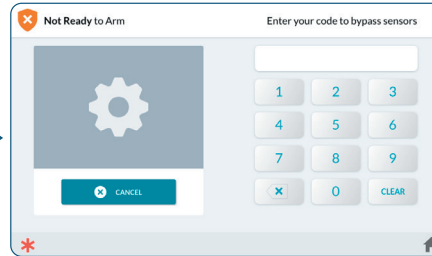 Not Ready to Arm
Enter your code to bypass sensors
1 2 3
4 5 6
CANCEL
7 8 9
0 CLEAR